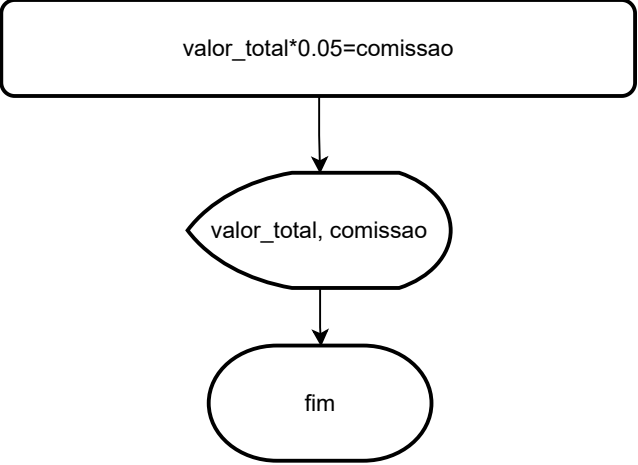 valor_total*0.05=comissao
valor_total, comissao
fim